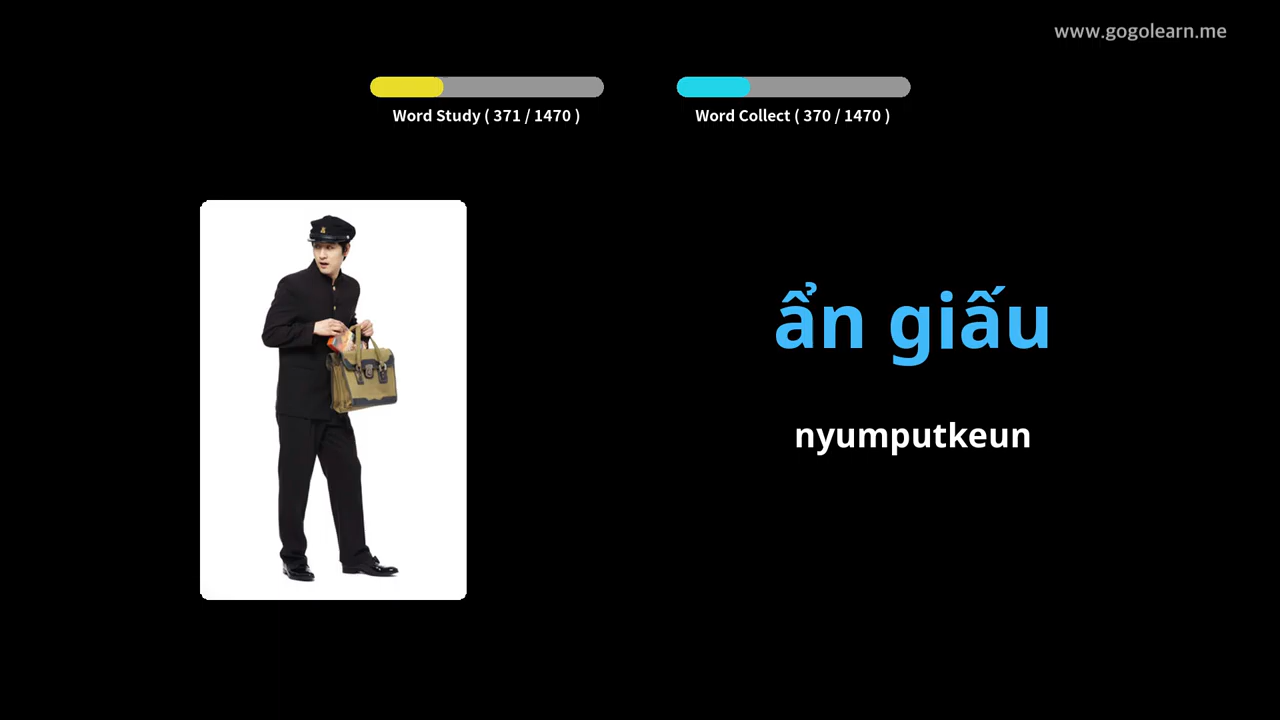 www.gogolearn.me
Word Study ( 371 / 1470 )
Word Collect ( 370 / 1470 )
ẩn giấu
nyumputkeun